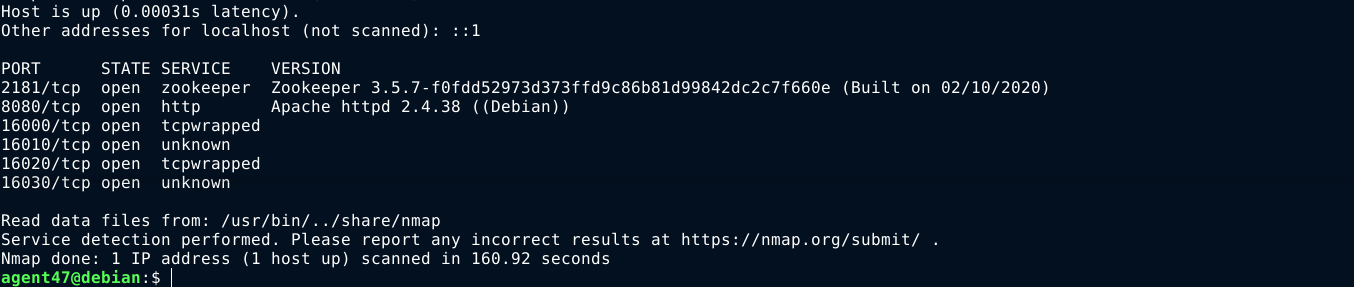 Host is up (0.00031s latency).
Other addresses for localhost (not scanned): ::1
PORT      STATE SERVICE    VERSION
2181/tcp  open  zookeeper  Zookeeper 3.5.7-f0fdd52973d373ffd9c86b81d99842dc2c7f660e (Built on 02/10/2020)
8080/tcp  open  http       Apache httpd 2.4.38 ((Debian))
16000/tcp open  tcpwrapped
16010/tcp open  unknown
16020/tcp open  tcpwrapped
16030/tcp open  unknown
Read data files from: /usr/bin/../share/nmap
Service detection performed. Please report any incorrect results at https://nmap.org/submit/ .
Nmap done: 1 IP address (1 host up) scanned in 160.92 seconds
agent47@debian:$